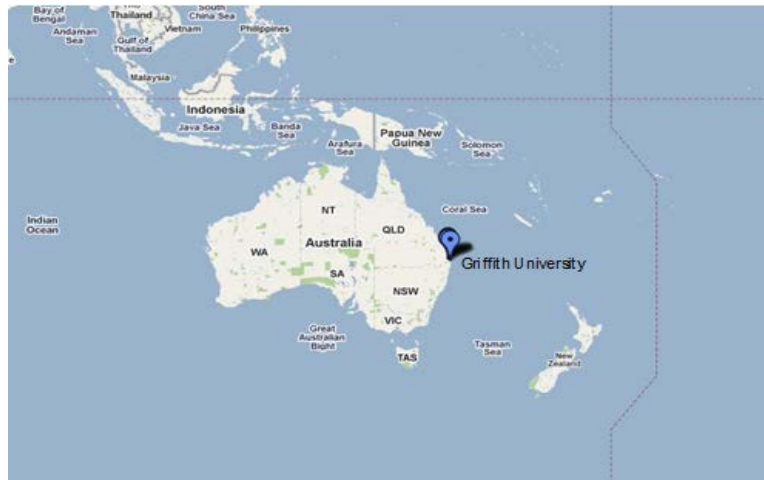 Bay of
Bengal
Andaman
Sea
Thailand
Gulf of
Thailand
South
China Sea
Vietnam
Philippines
e
Malaysia
Indonesia
Java Sea
Banda
Sea
Arafura
Sea
Papua New
Guinea
Solomon
Sea
Indian
Ocean
NT
Coral Sea
QLD
WA
Australia
Griffith University
SA
NSW
VIC
Great
Australian
Bight
TAS
Tasman
Sea
New
Zealand